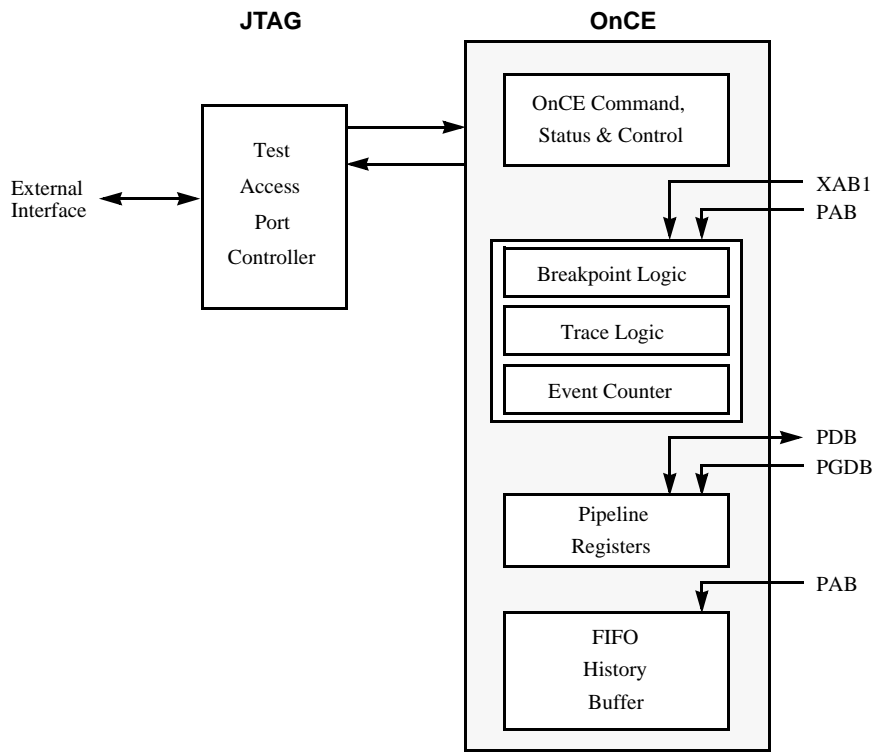 JTAG
OnCE
OnCE Command,
Status & Control
Test
Access
Port
Controller
External
Interface
XAB1
PAB
Breakpoint Logic
Trace Logic
Event Counter
PDB
PGDB
Pipeline
Registers
PAB
FIFO
History
Buffer